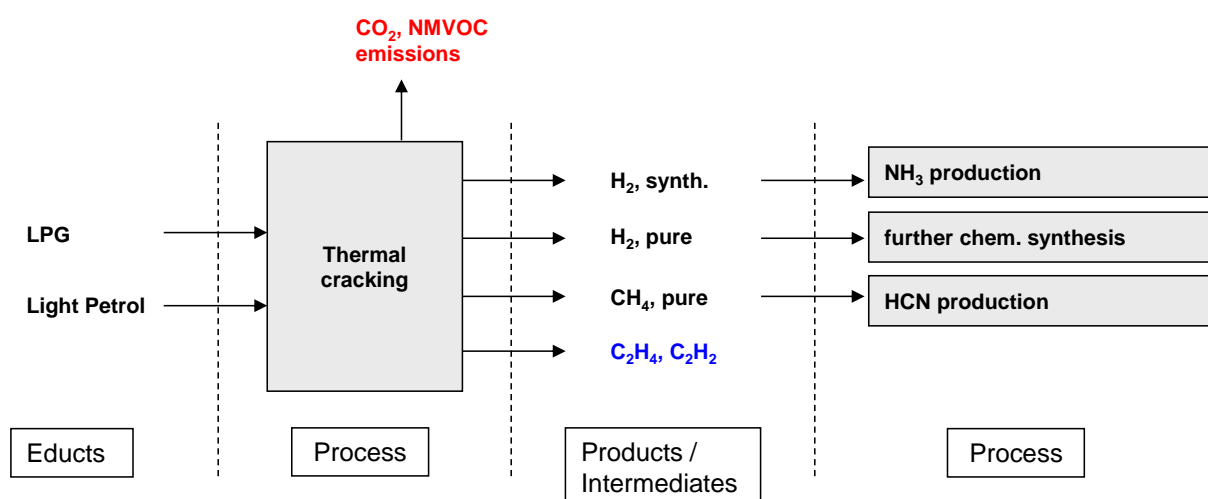 CO₂, NMVOC
emissions
LPG
Light Petrol
Thermal
cracking
H₂, synth.
H₂, pure
CH₄, pure
C₂H₄, C₂H₂
NH₃ production
further chem. synthesis
HCN production
Educts
Process
Products /
Intermediates
Process